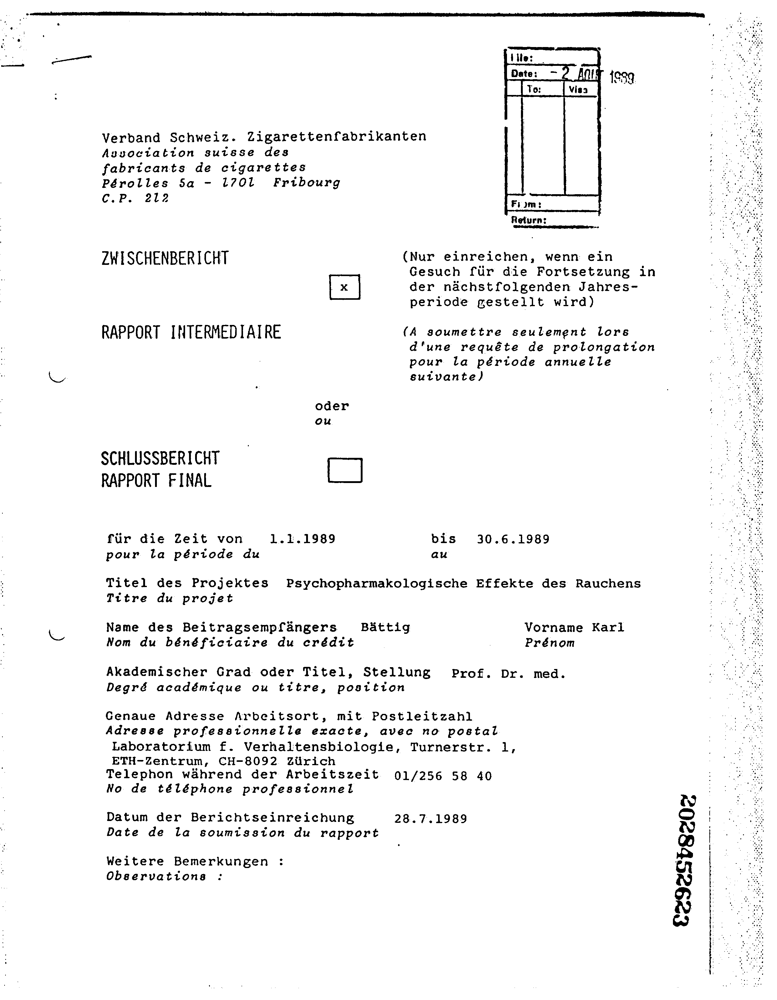 File:
Date: - 2 AOUT 1989
To: Visa
From:
Return:
Verband Schweiz. Zigarettenfabrikanten
Association suisse des
fabricants de cigarettes
Pérolles 5a - 1701 Fribourg
C.P. 212
ZWISCHENBERICHT
x
(Nur einreichen, wenn ein
Gesuch für die Fortsetzung in
der nächstfolgenden Jahres-
periode gestellt wird)
RAPPORT INTERMEDIAIRE
(A soumettre seulement lors
d'une requête de prolongation
pour la période annuelle
suivante)
oder
ou
SCHLUSSBERICHT
RAPPORT FINAL
für die Zeit von 1.1.1989 bis 30.6.1989
pour la période du au
Titel des Projektes Psychopharmakologische Effekte des Rauchens
Titre du projet
Name des Beitragsempfängers Bättig Vorname Karl
Nom du bénéficiaire du crédit Prénom
Akademischer Grad oder Titel, Stellung Prof. Dr. med.
Degré académique ou titre, position
Genaue Adresse Arbeitsort, mit Postleitzahl
Adresse professionnelle exacte, avec no postal
Laboratorium f. Verhaltensbiologie, Turnerstr. 1,
ETH-Zentrum, CH-8092 Zürich
Telephon während der Arbeitszeit 01/256 58 40
No de téléphone professionnel
Datum der Berichtseinreichung 28.7.1989
Date de la soumission du rapport
Weitere Bemerkungen :
Observations :
2028452623